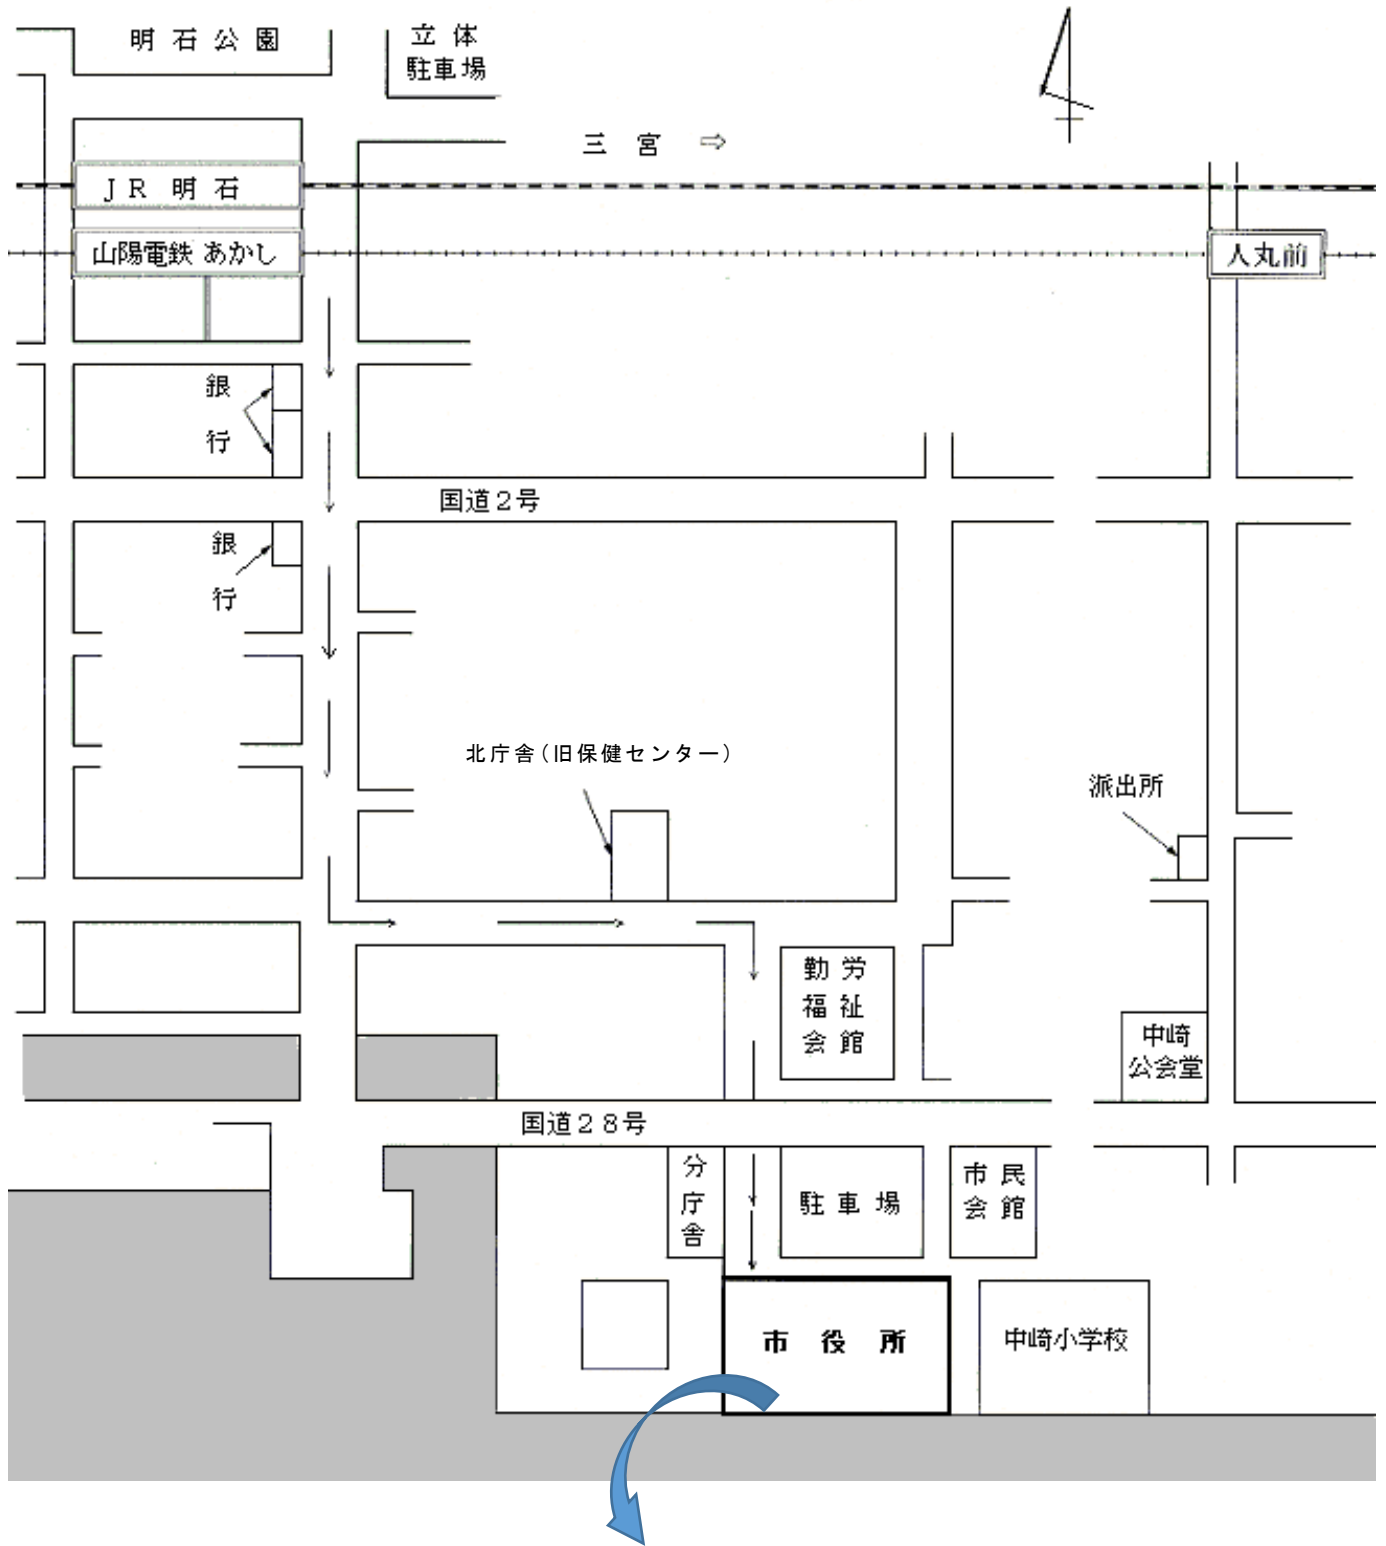 明石公園
立体
駐車場
三宮 ⇨
ＪＲ 明石
山陽電鉄 あかし
人丸前
銀
行
国道２号
銀
行
北庁舎（旧保健センター）
派出所
勤労
福祉
会館
中崎
公会堂
国道２８号
分
庁
舎
駐車場
市民
会館
市役所
中崎小学校